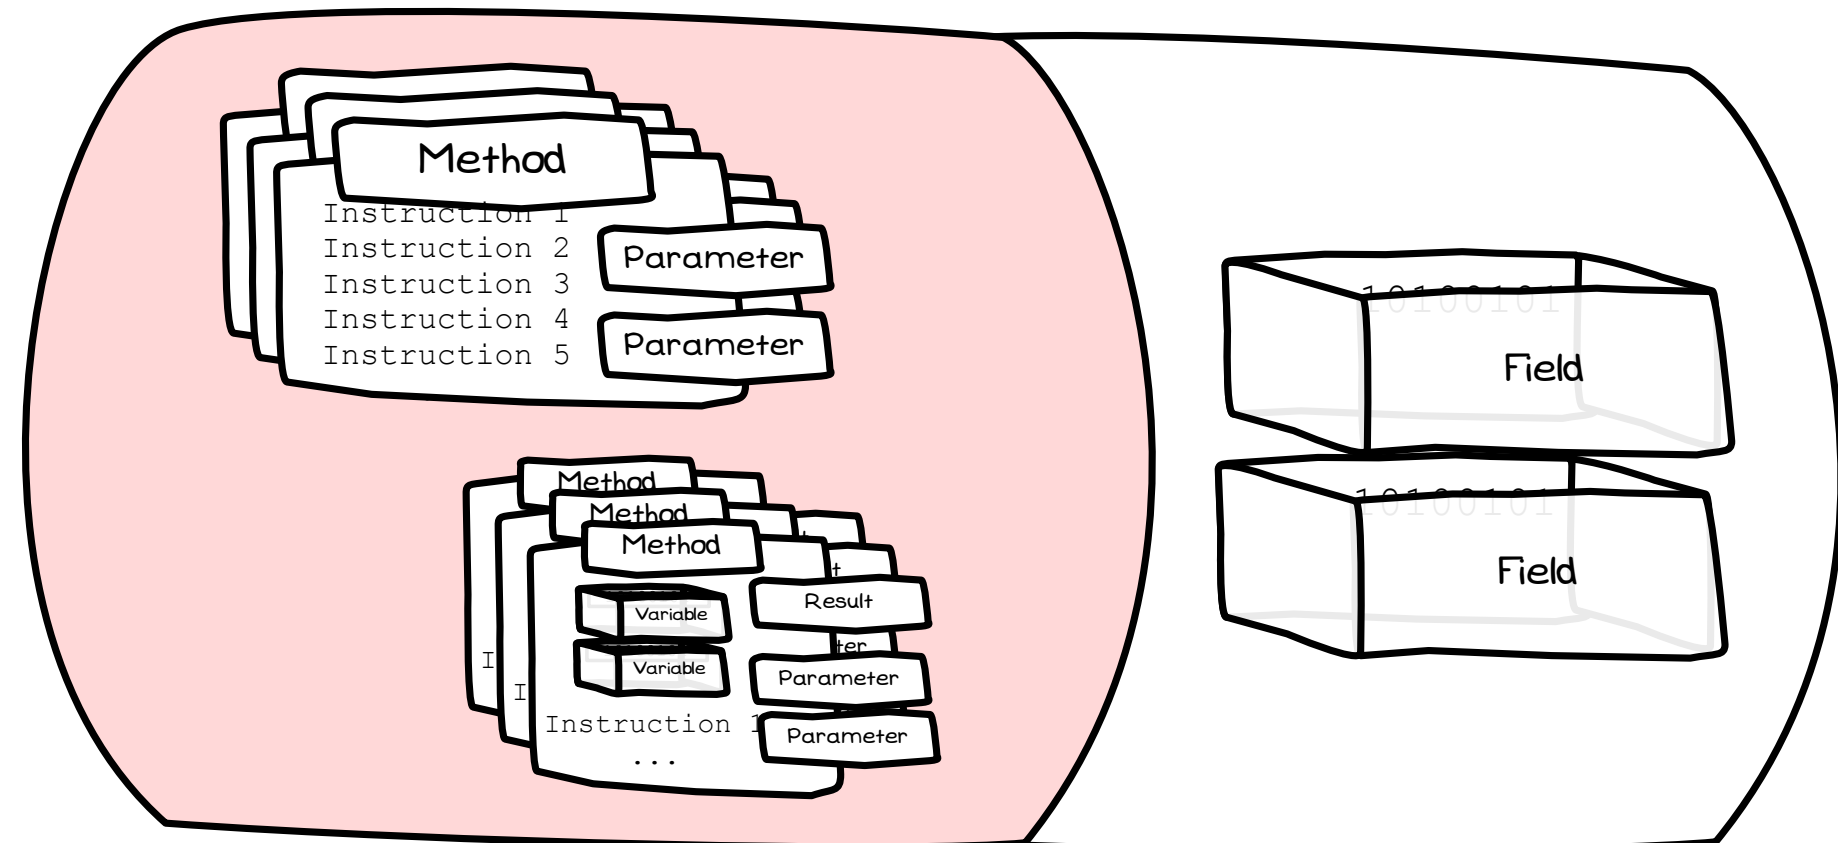 Method
Instruction 1
Instruction 2
Instruction 3
Instruction 4
Instruction 5
Parameter
Parameter
10100101
Field
10100101
Field
Method
Method
Method
t
Result
ter
Variable
Variable
Parameter
Parameter
I
I
Instruction 1
...